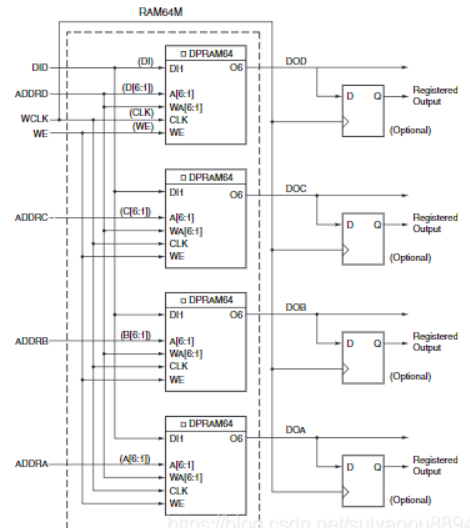 RAM64M
DPRAM64
DID
(DI)
DI1
O6
DOD
ADDRD
(D[6:1])
A[6:1]
WA[6:1]
WCLK
(CLK)
CLK
WE
(WE)
WE
D
Q
Registered
Output
(Optional)
DPRAM64
DI1
O6
DOC
ADDRC
(C[6:1])
A[6:1]
WA[6:1]
CLK
WE
D
Q
Registered
Output
(Optional)
DPRAM64
DI1
O6
DOB
ADDRB
(B[6:1])
A[6:1]
WA[6:1]
CLK
WE
D
Q
Registered
Output
(Optional)
DPRAM64
DI1
O6
DOA
ADDRA
(A[6:1])
A[6:1]
WA[6:1]
CLK
WE
D
Q
Registered
Output
(Optional)